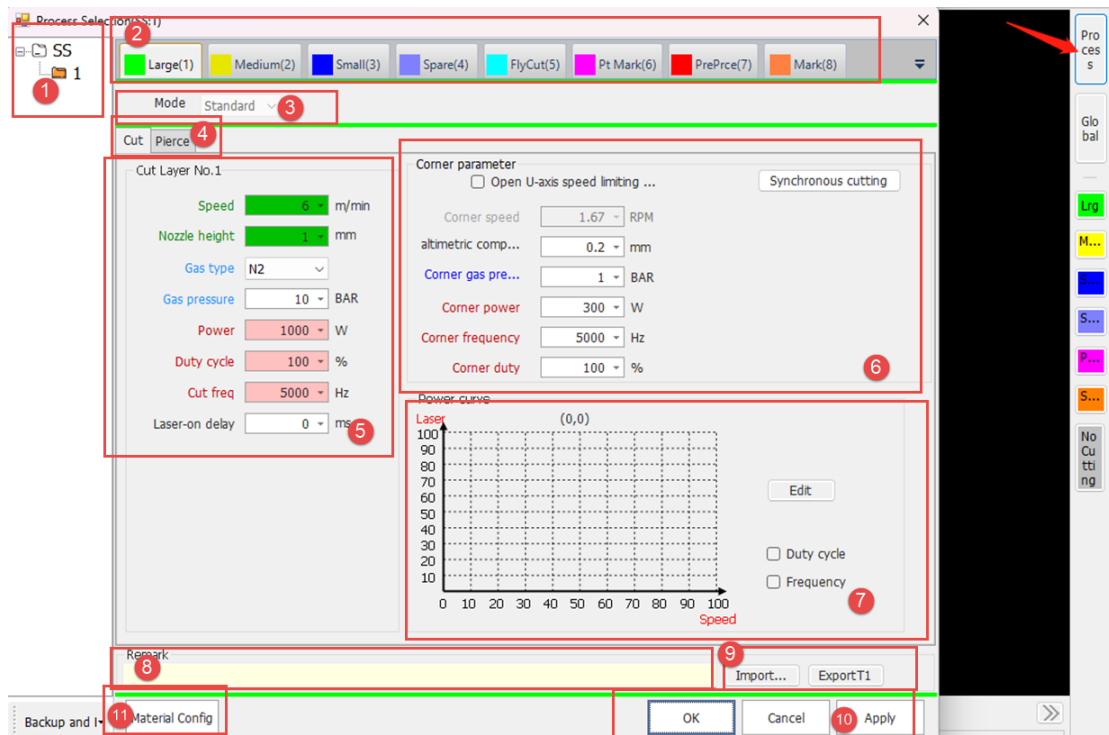 Process Selection(SS:1)
Pro
ces
s
SS
1
1
2
Large(1) Medium(2) Small(3) Spare(4) FlyCut(5) Pt Mark(6) PrePrce(7) Mark(8)
Mode Standard 3
Glo
bal
Cut Pierce 4
Cut Layer No.1
Speed 6 m/min
Nozzle height 1 mm
Gas type N2
Gas pressure 10 BAR
Power 1000 W
Duty cycle 100 %
Cut freq 5000 Hz
Laser-on delay 0 ms
5
Corner parameter
Open U-axis speed limiting ... Synchronous cutting
Corner speed 1.67 RPM
altimetric comp... 0.2 mm
Corner gas pre... 1 BAR
Corner power 300 W
Corner frequency 5000 Hz
Corner duty 100 %
6
Lrg
M...
S...
S...
P...
S...
No
Cu
tti
ng
Power curve
Laser (0,0)
100
90
80
70
60
50
40
30
20
10
0 10 20 30 40 50 60 70 80 90 100
Speed
Edit
Duty cycle
Frequency
7
Remark
8
9
Import... ExportT1
Backup and I
11 Material Config
OK Cancel 10 Apply